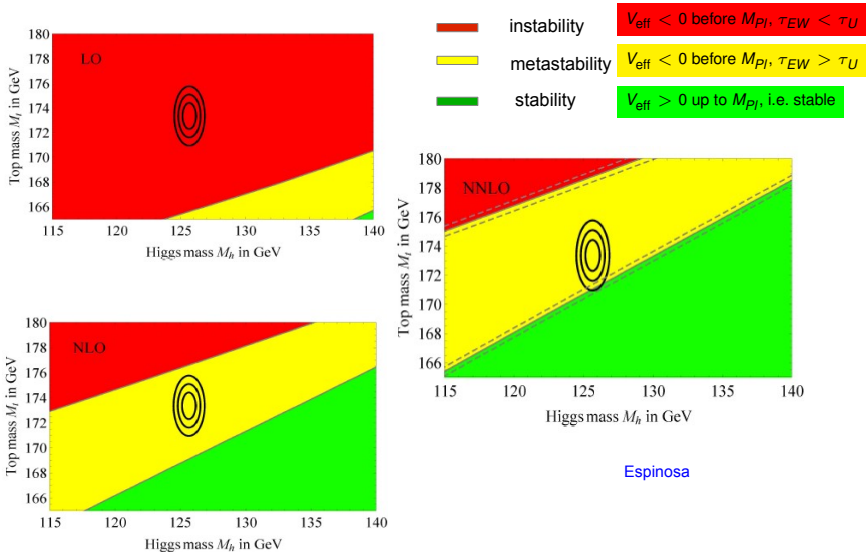 instability
V_eff < 0 before M_Pl, τ_EW < τ_U
metastability
V_eff < 0 before M_Pl, τ_EW > τ_U
stability
V_eff > 0 up to M_Pl, i.e. stable
LO
Top mass M_t in GeV
180
178
176
174
172
170
168
166
115 120 125 130 135 140
Higgs mass M_h in GeV
NNLO
Top mass M_t in GeV
180
178
176
174
172
170
168
166
115 120 125 130 135 140
Higgs mass M_h in GeV
NLO
Top mass M_t in GeV
180
178
176
174
172
170
168
166
115 120 125 130 135 140
Higgs mass M_h in GeV
Espinosa